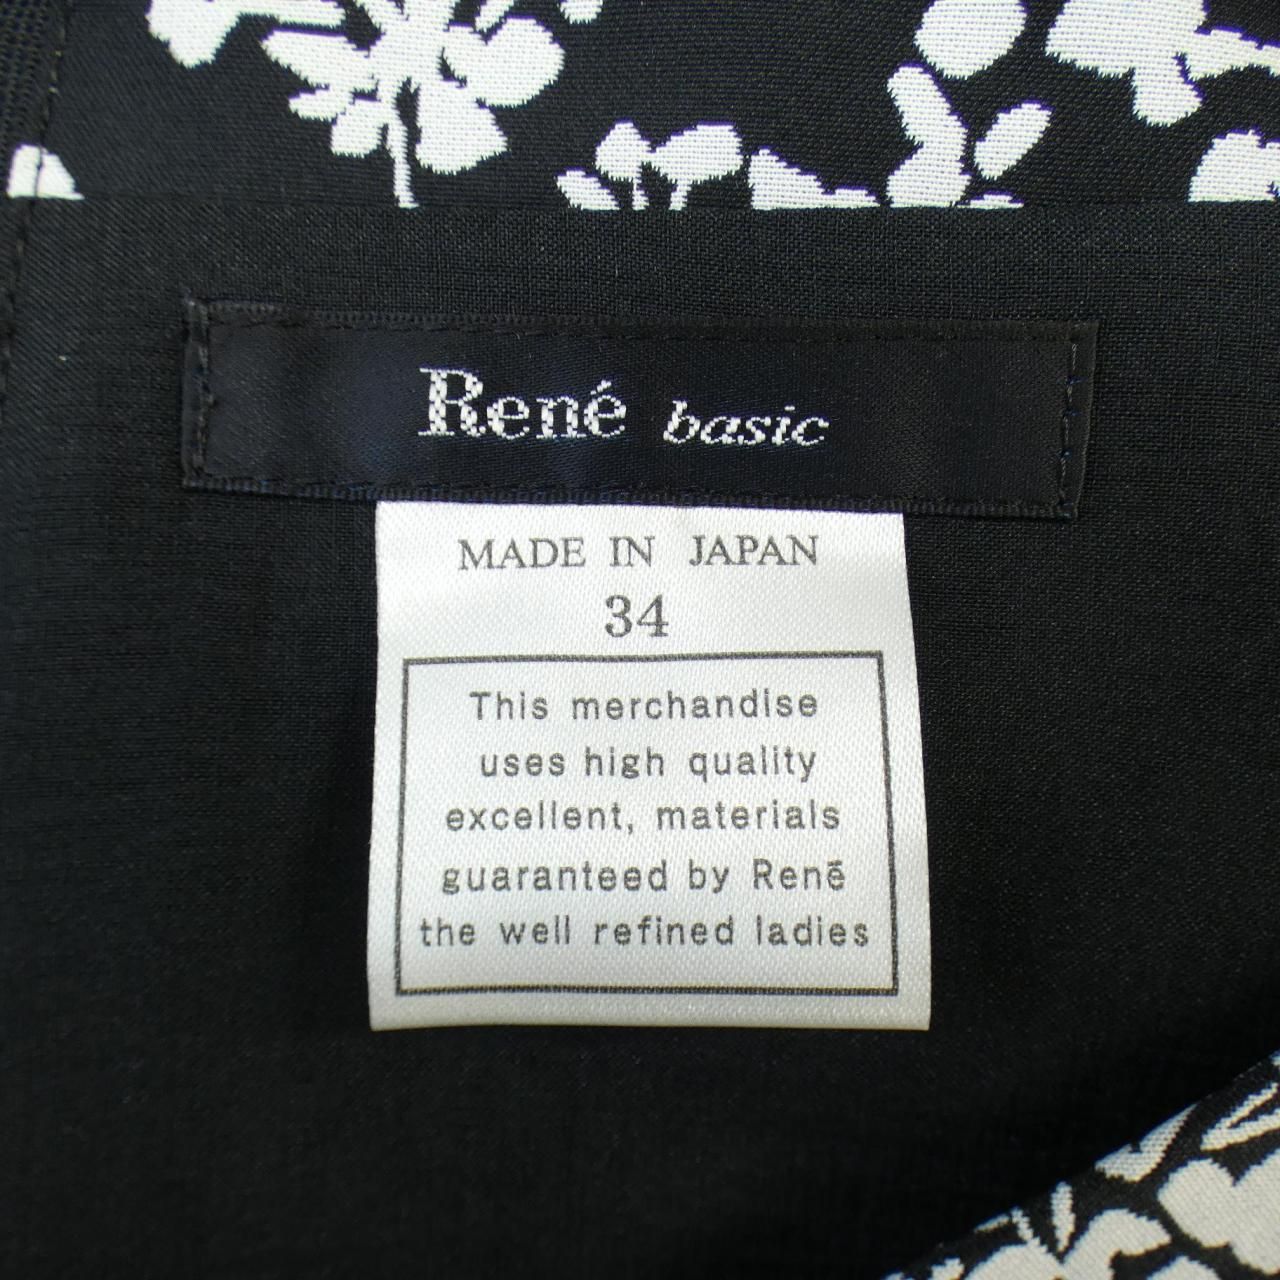 René basic
MADE IN JAPAN
34
This merchandise
uses high quality
excellent, materials
guaranteed by Renē
the well refined ladies